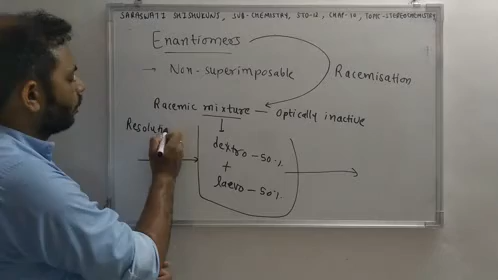 SARASWATI SHISHUKUNJ, SUB-CHEMISTRY, STD-12, CHAP-10, TOPIC-STEREOCHEMISTRY
Enantiomers
→ Non-superimposable
Racemisation
Racemic mixture — Optically inactive
Resolutio
dextro - 50 %
+
laevo - 50 %